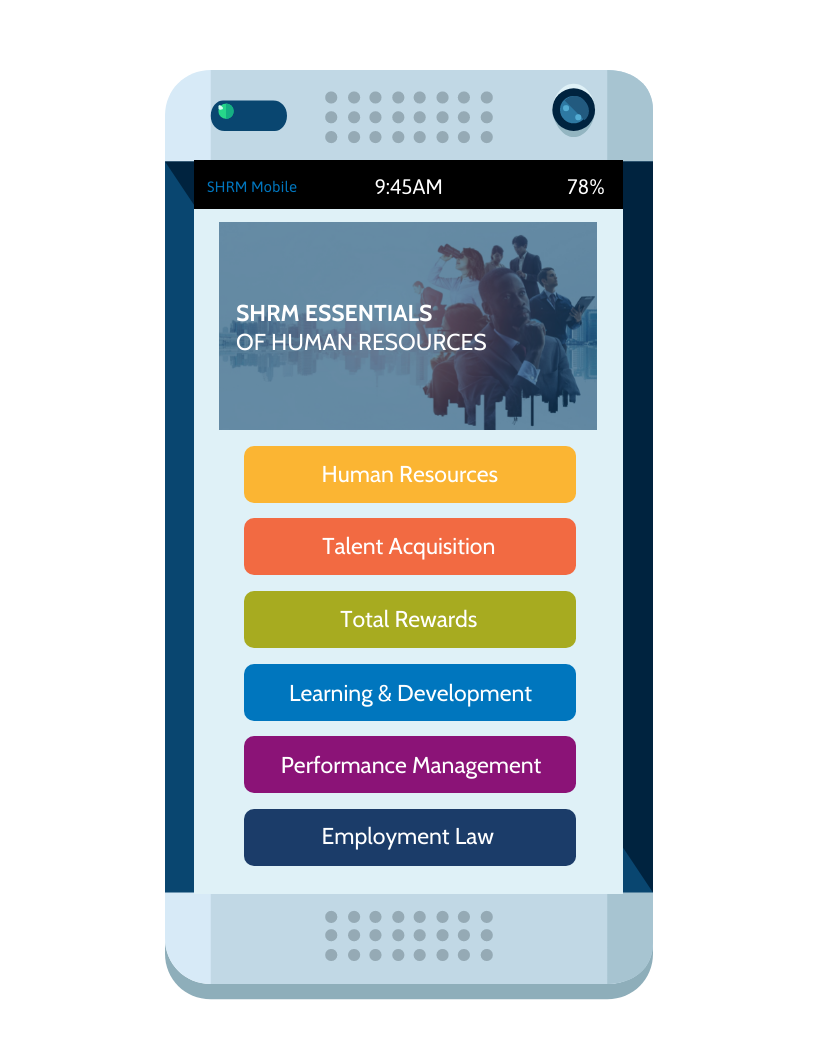 SHRM Mobile 9:45AM 78%
SHRM ESSENTIALS
OF HUMAN RESOURCES
Human Resources
Talent Acquisition
Total Rewards
Learning & Development
Performance Management
Employment Law